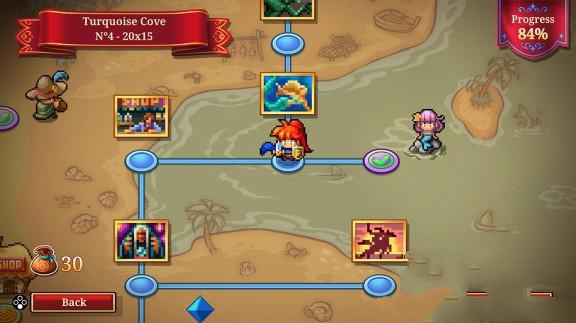 Turquoise Cove
N°4 - 20x15
Progress
84%
SHOP
SHOP
30
Back